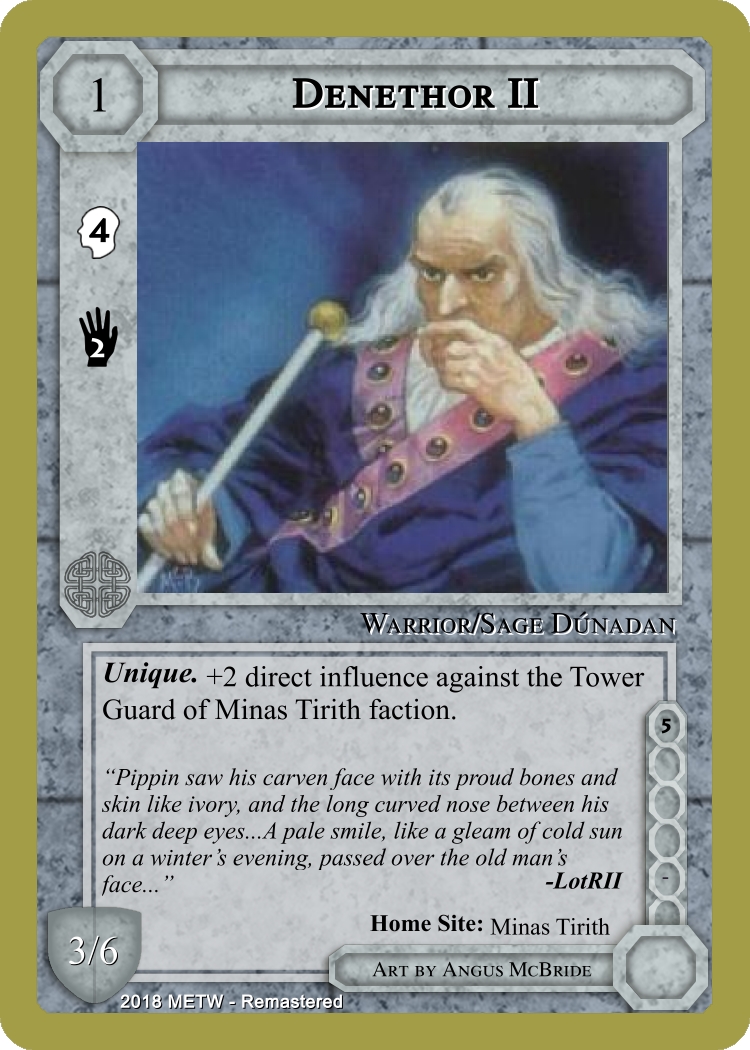 1
Denethor II
4
2
Warrior/Sage Dúnadan
Unique. +2 direct influence against the Tower
Guard of Minas Tirith faction.
5
“Pippin saw his carven face with its proud bones and
skin like ivory, and the long curved nose between his
dark deep eyes...A pale smile, like a gleam of cold sun
on a winter’s evening, passed over the old man’s
face...”
-LotRII
-
Home Site: Minas Tirith
3/6
Art by Angus McBride
2018 METW - Remastered